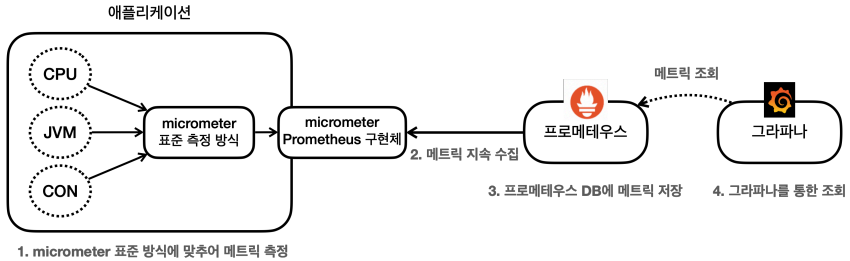 애플리케이션
CPU
JVM
CON
micrometer
표준 측정 방식
micrometer
Prometheus 구현체
2. 메트릭 지속 수집
프로메테우스
메트릭 조회
그라파나
3. 프로메테우스 DB에 메트릭 저장
4. 그라파나를 통한 조회
1. micrometer 표준 방식에 맞추어 메트릭 측정